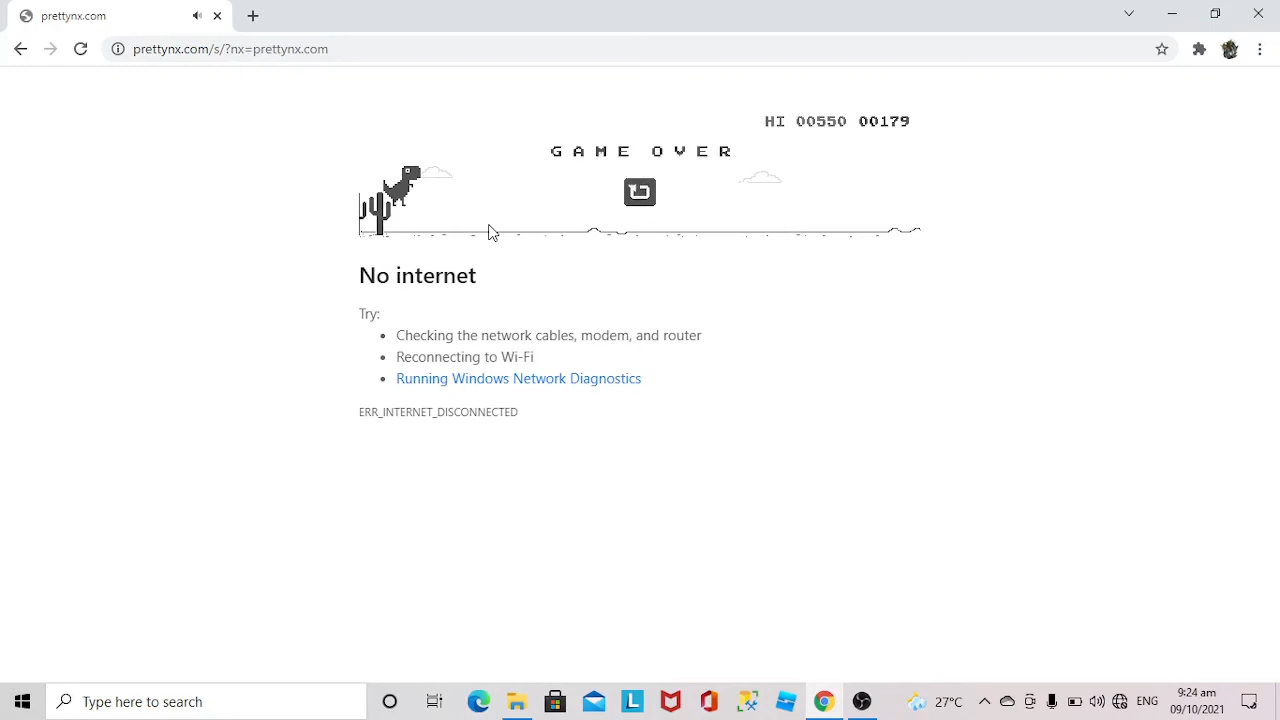 prettynx.com
prettynx.com/s/?nx=prettynx.com
HI 00550 00179
GAME OVER
No internet
Try:
Checking the network cables, modem, and router
Reconnecting to Wi-Fi
Running Windows Network Diagnostics
ERR_INTERNET_DISCONNECTED
Type here to search
L
27°C
ENG
9:24 am
09/10/2021